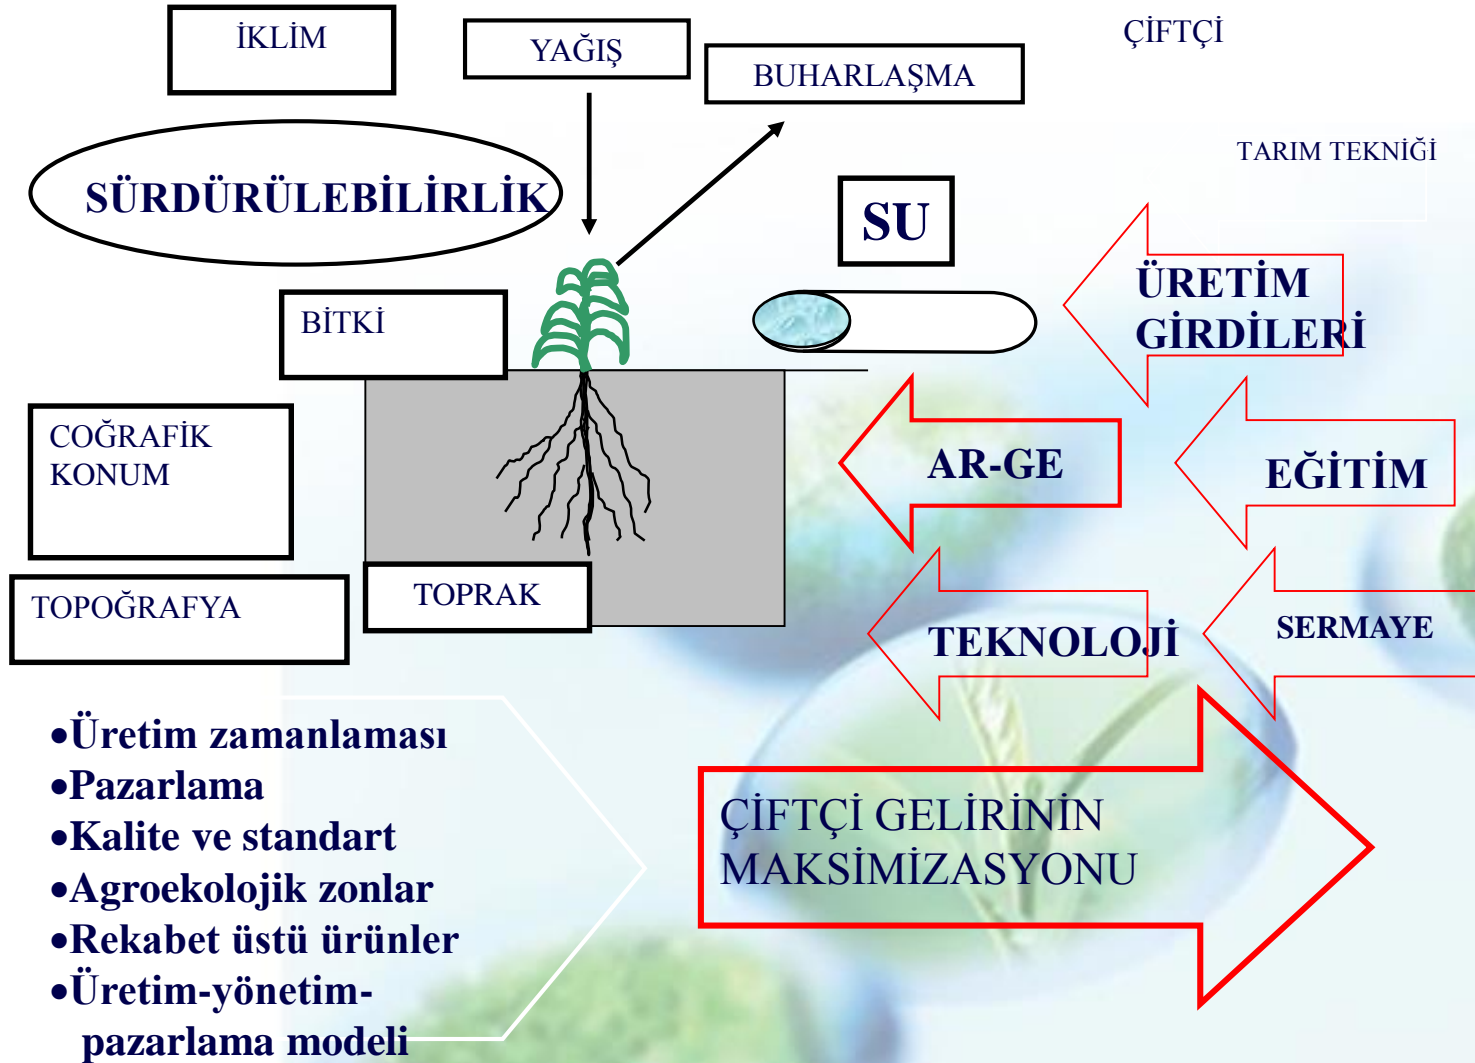 İKLİM
YAĞIŞ
BUHARLAŞMA
ÇİFTÇİ
TARIM TEKNİĞİ
SÜRDÜRÜLEBİLİRLİK
SU
BİTKİ
ÜRETİM
GİRDİLERİ
COĞRAFİK
KONUM
AR-GE
EĞİTİM
TOPOĞRAFYA
TOPRAK
TEKNOLOJİ
SERMAYE
•Üretim zamanlaması
•Pazarlama
•Kalite ve standart
•Agroekolojik zonlar
•Rekabet üstü ürünler
•Üretim-yönetim-
pazarlama modeli
ÇİFTÇİ GELİRİNİN
MAKSİMİZASYONU